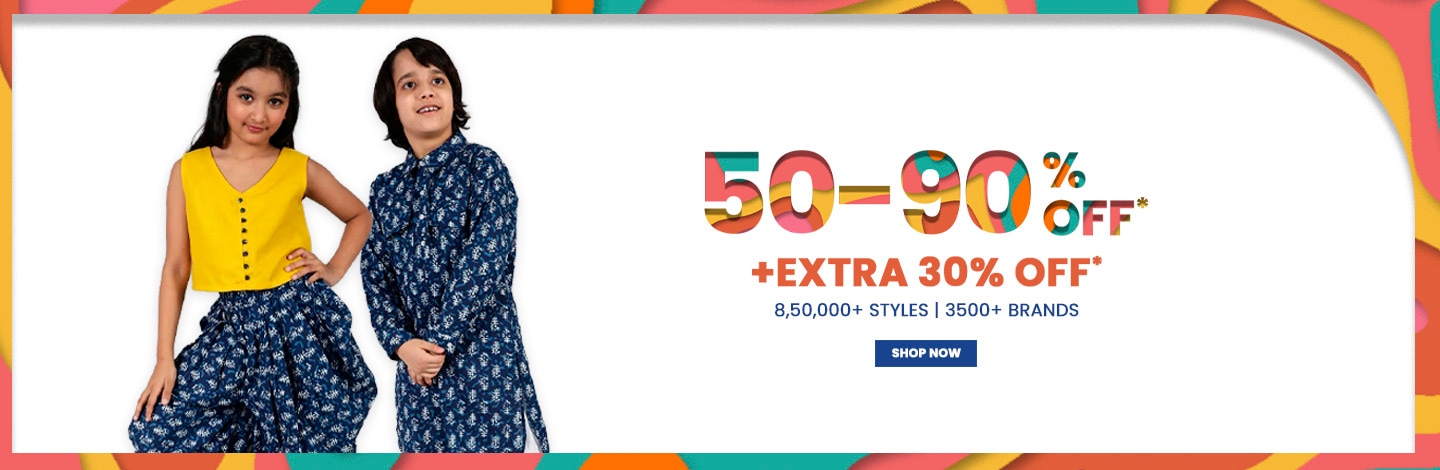 50–90% OFF*
+EXTRA 30% OFF*
8,50,000+ STYLES | 3500+ BRANDS
SHOP NOW